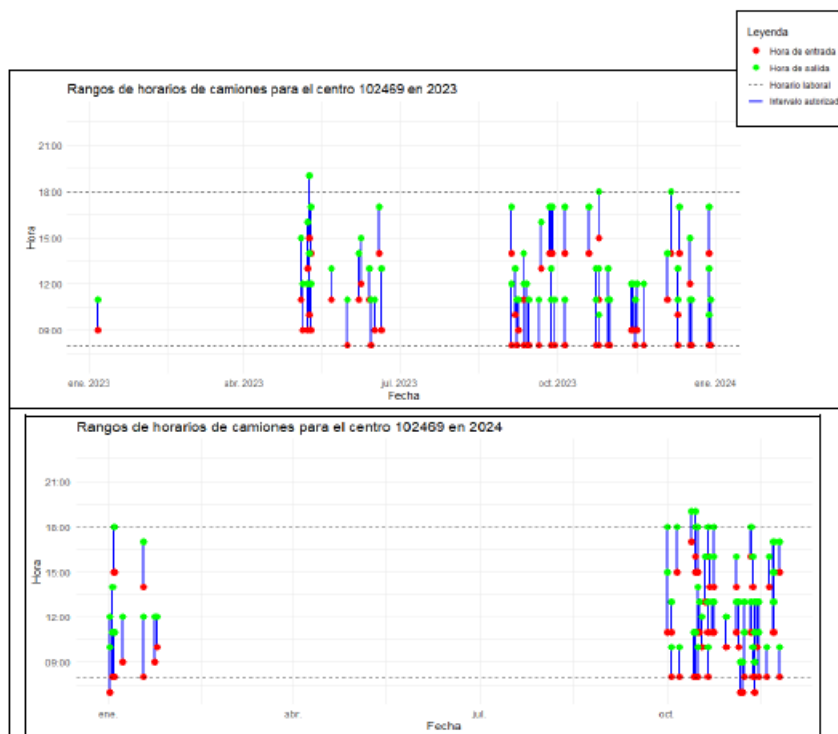 Leyenda
Hora de entrada
Hora de salida
Horario laboral
Intervalo autorizad
Rangos de horarios de camiones para el centro 102469 en 2023
21:00
18:00
15:00
12:00
09:00
Hora
ene. 2023
abr. 2023
jul. 2023
oct. 2023
ene. 2024
Fecha
Rangos de horarios de camiones para el centro 102469 en 2024
21:00
18:00
15:00
12:00
09:00
Hora
ene.
abr.
jul.
oct.
Fecha